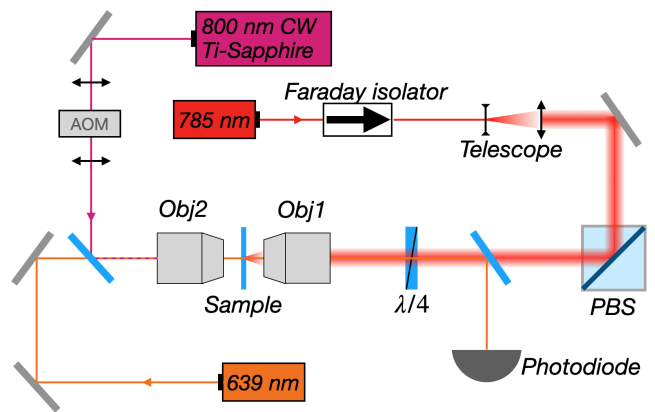 800 nm CW
Ti-Sapphire
Faraday isolator
AOM
785 nm
Telescope
Obj2
Obj1
Sample
λ/4
PBS
Photodiode
639 nm